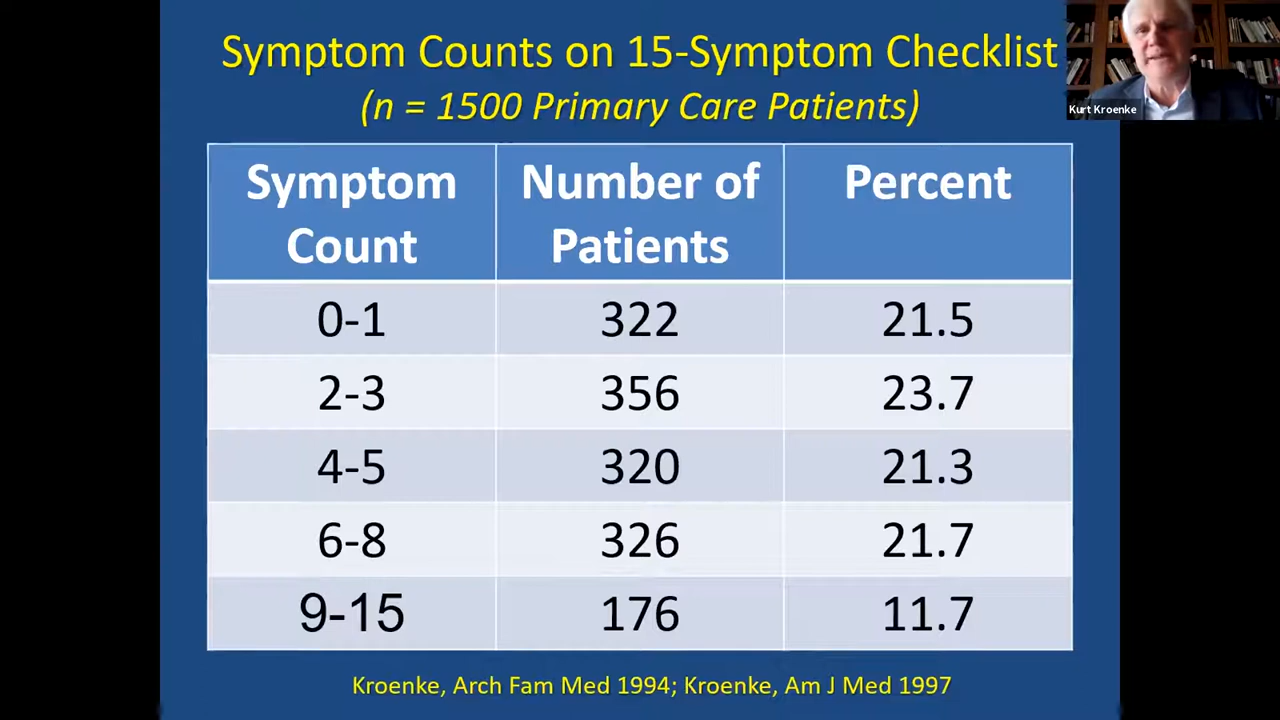 Symptom Counts on 15-Symptom Checklist
(n = 1500 Primary Care Patients)
Kurt Kroenke
Symptom Count Number of Patients Percent
0-1 322 21.5
2-3 356 23.7
4-5 320 21.3
6-8 326 21.7
9-15 176 11.7
Kroenke, Arch Fam Med 1994; Kroenke, Am J Med 1997